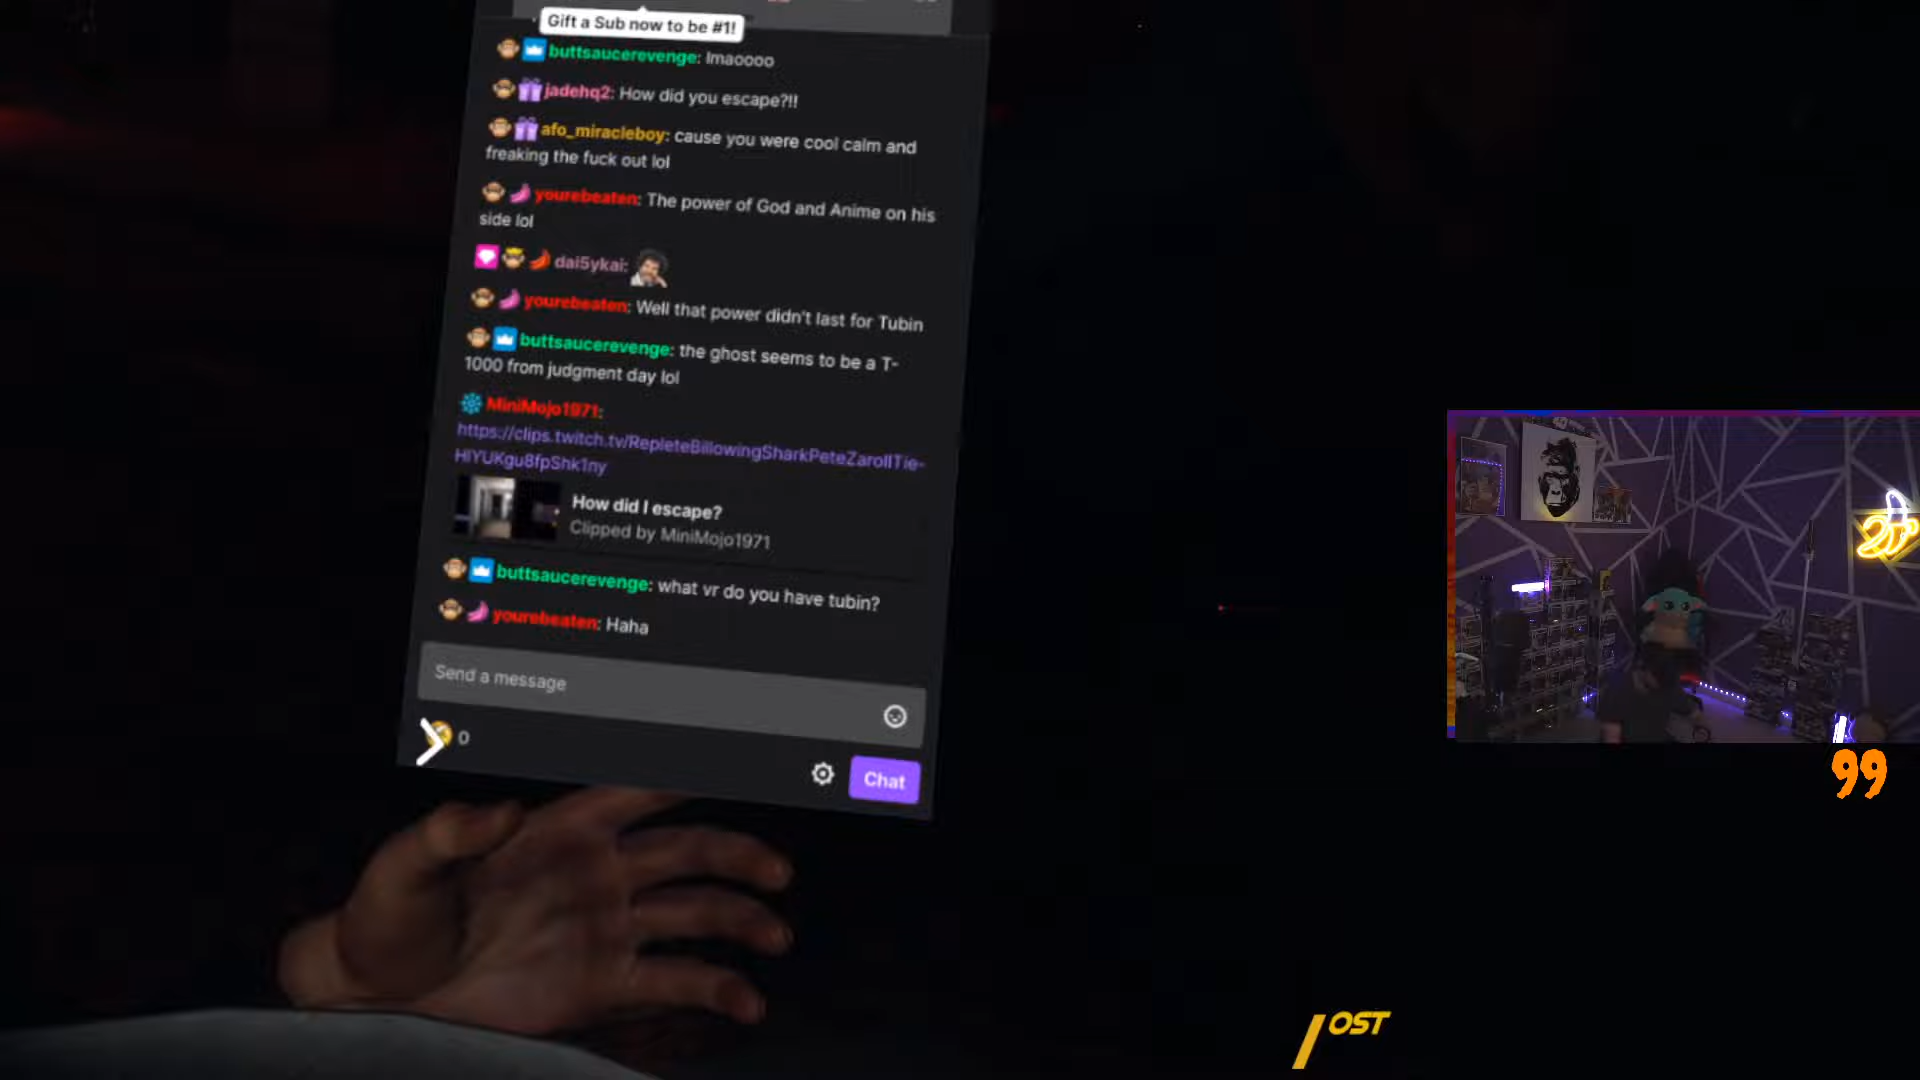 Gift a Sub now to be #1!
buttsaucerevenge: lmaoooo
jadehq2: How did you escape?!!
afo_miracleboy: cause you were cool calm and
freaking the fuck out lol
yourebeaten: The power of God and Anime on his
side lol
dai5ykai:
yourebeaten: Well that power didn't last for Tubin
buttsaucerevenge: the ghost seems to be a T-
1000 from judgment day lol
MiniMojo1971:
https://clips.twitch.tv/RepleteBillowingSharkPeteZarollTie-
HIYUKgu8fpShk1ny
How did I escape?
Clipped by MiniMojo1971
buttsaucerevenge: what vr do you have tubin?
yourebeaten: Haha
Send a message
0
Chat
99
OST